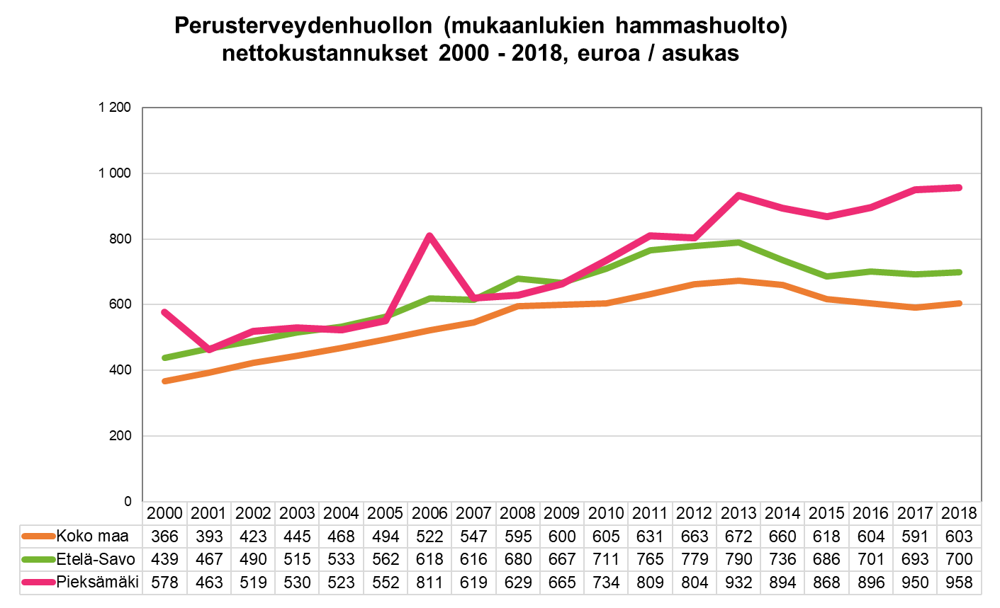 Perusterveydenhuollon (mukaanlukien hammashuolto)
nettokustannukset 2000 - 2018, euroa / asukas
1 200
1 000
800
600
400
200
0
2000 2001 2002 2003 2004 2005 2006 2007 2008 2009 2010 2011 2012 2013 2014 2015 2016 2017 2018
Koko maa 366 393 423 445 468 494 522 547 595 600 605 631 663 672 660 618 604 591 603
Etelä-Savo 439 467 490 515 533 562 618 616 680 667 711 765 779 790 736 686 701 693 700
Pieksämäki 578 463 519 530 523 552 811 619 629 665 734 809 804 932 894 868 896 950 958